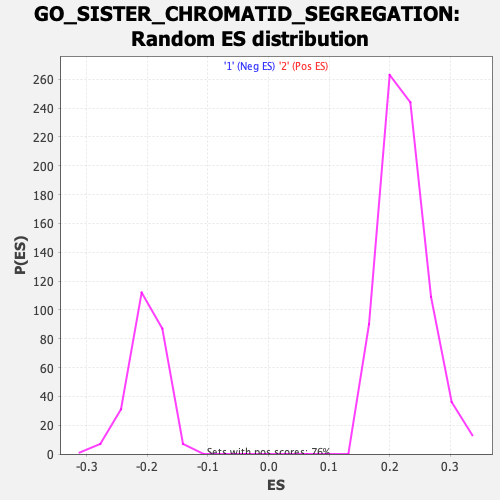 GO_SISTER_CHROMATID_SEGREGATION:
Random ES distribution
'1' (Neg ES) '2' (Pos ES)
260
240
220
200
180
160
140
120
100
80
60
40
20
0
P(ES)
Sets with pos scores: 76%
-0.3 -0.2 -0.1 0.0 0.1 0.2 0.3
ES